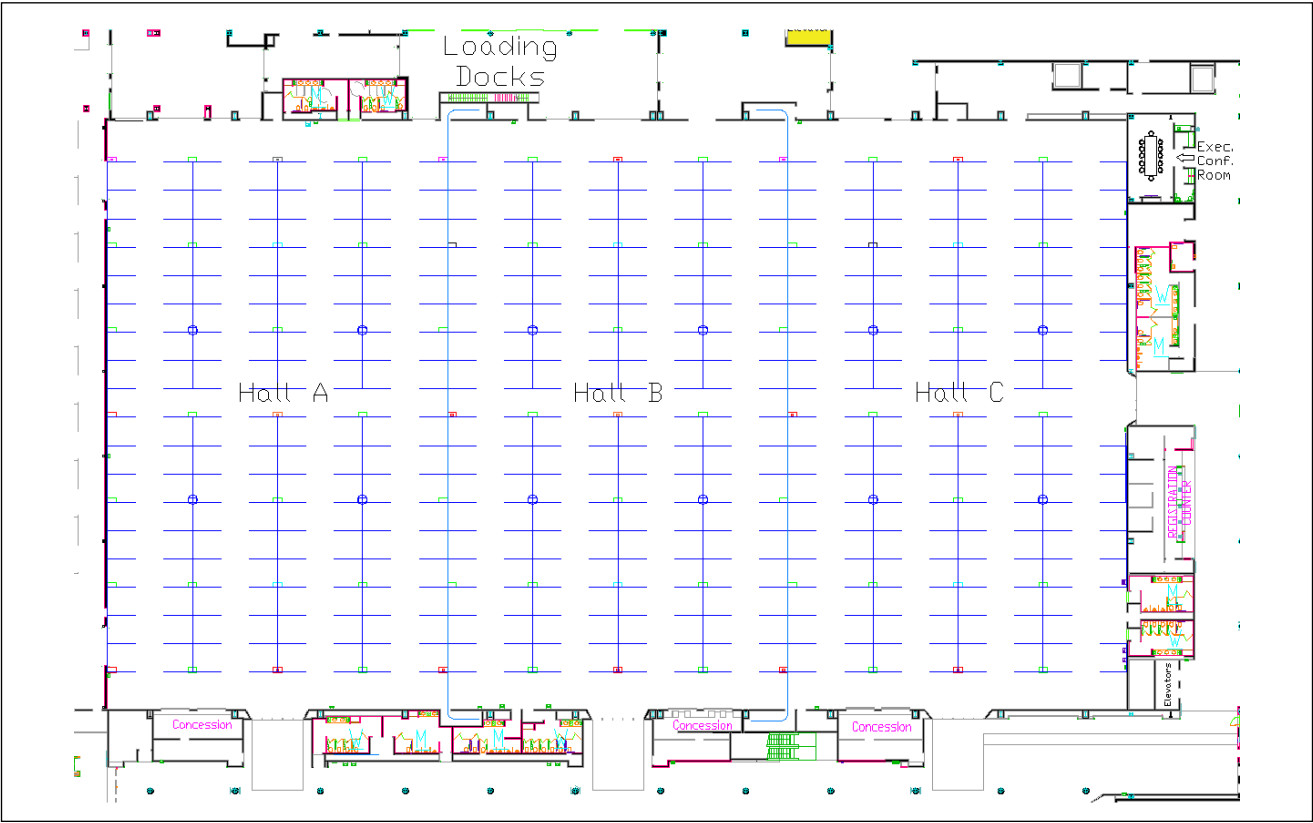 Loading
Docks
M
W
Exec.
Conf.
Room
W
M
Hall A
Hall B
Hall C
REGISTRATION
COUNTER
M
W
Elevators
Concession
W
M
M
W
Concession
Concession